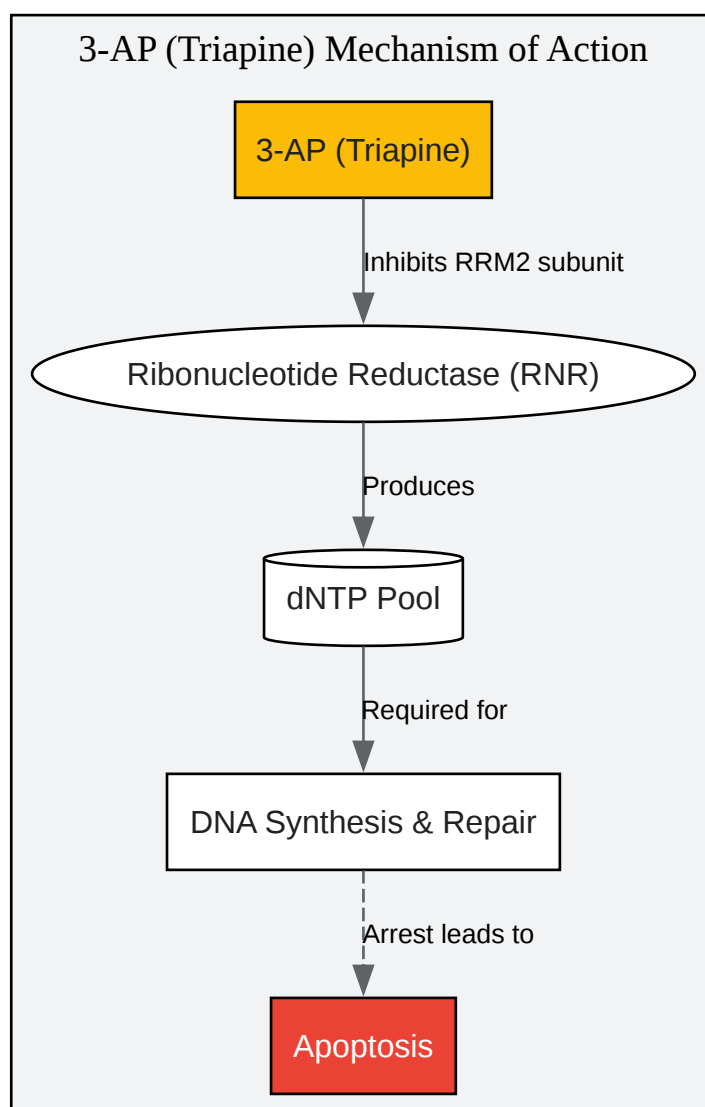 3-AP (Triapine) Mechanism of Action
3-AP (Triapine)
Inhibits RRM2 subunit
Ribonucleotide Reductase (RNR)
Produces
dNTP Pool
Required for
DNA Synthesis & Repair
Arrest leads to
Apoptosis